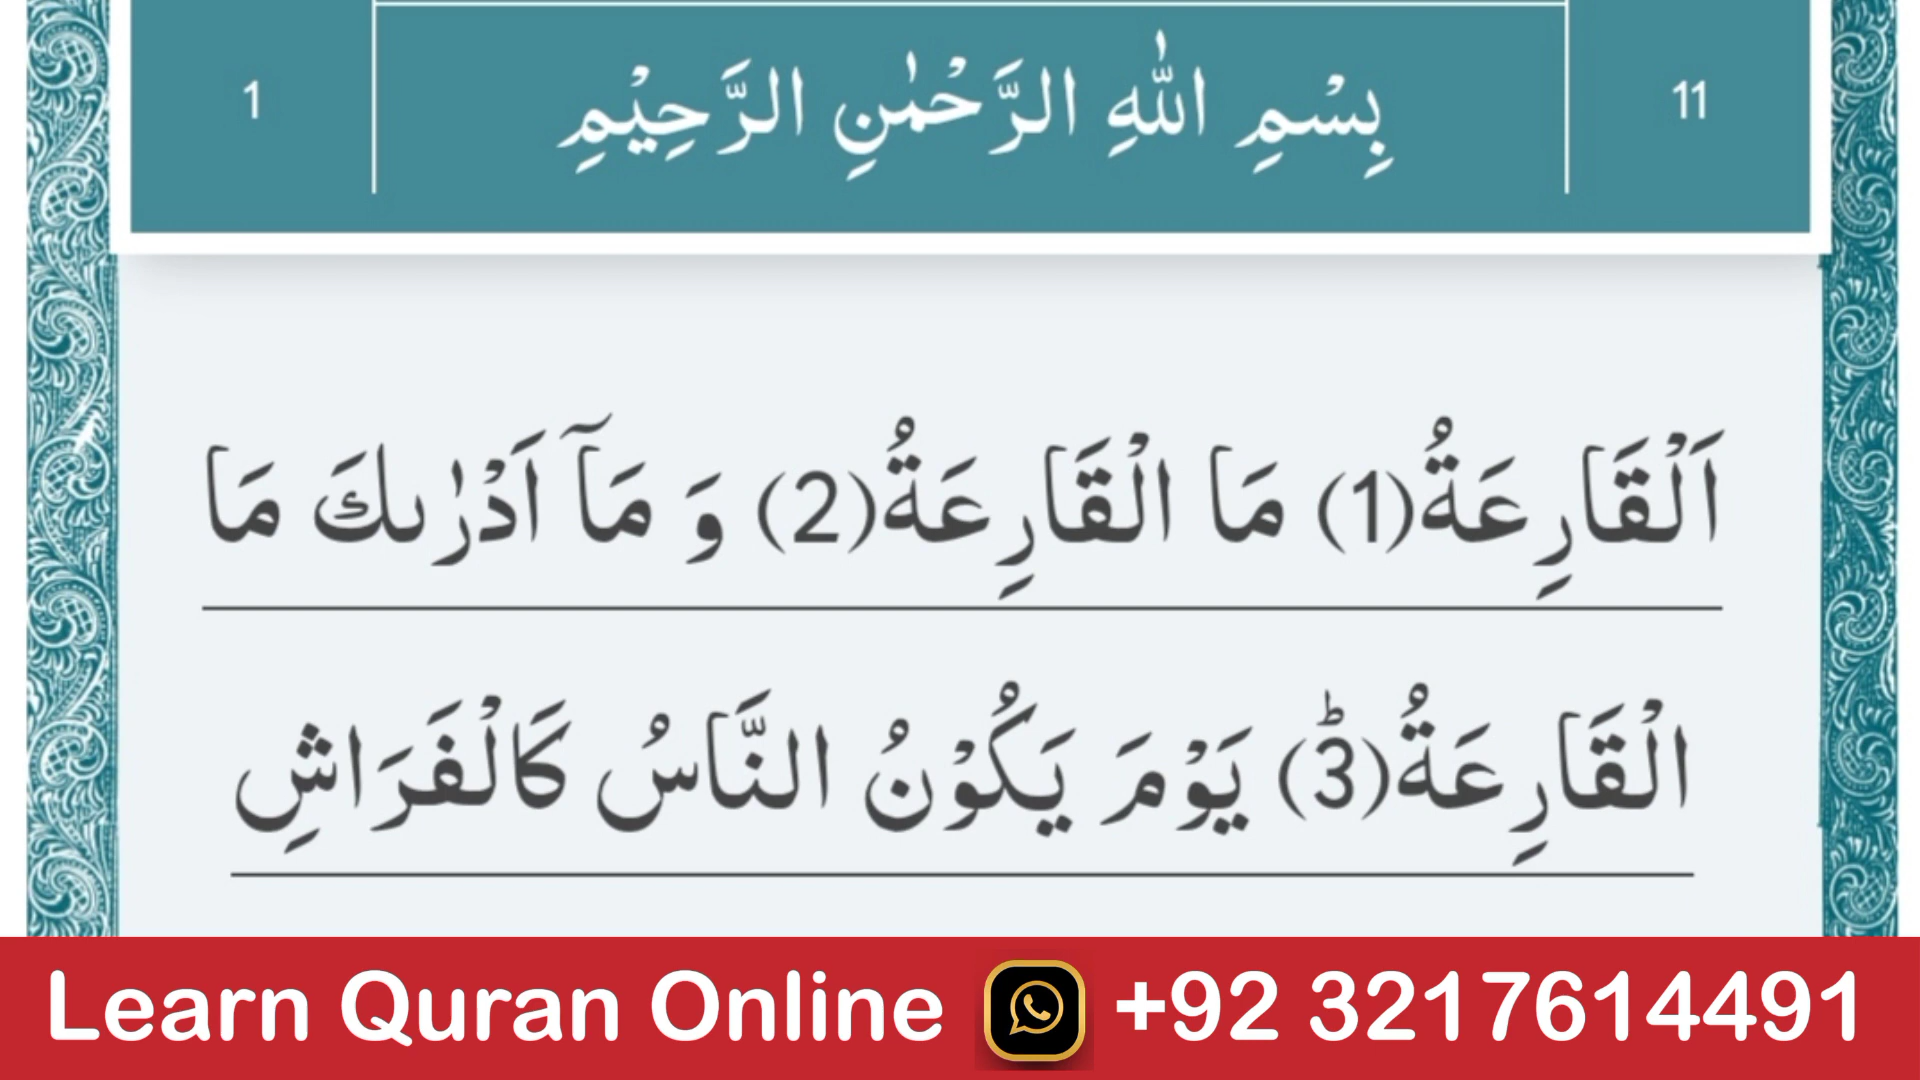 11
بِسْمِ اللّٰهِ الرَّحْمٰنِ الرَّحِیْمِ
1
اَلْقَارِعَةُ(1) مَا الْقَارِعَةُ(2) وَ مَاۤ اَدْرٰىكَ مَا
الْقَارِعَةُﭤ(3) یَوْمَ یَكُوْنُ النَّاسُ كَالْفَرَاشِ
Learn Quran Online +92 3217614491